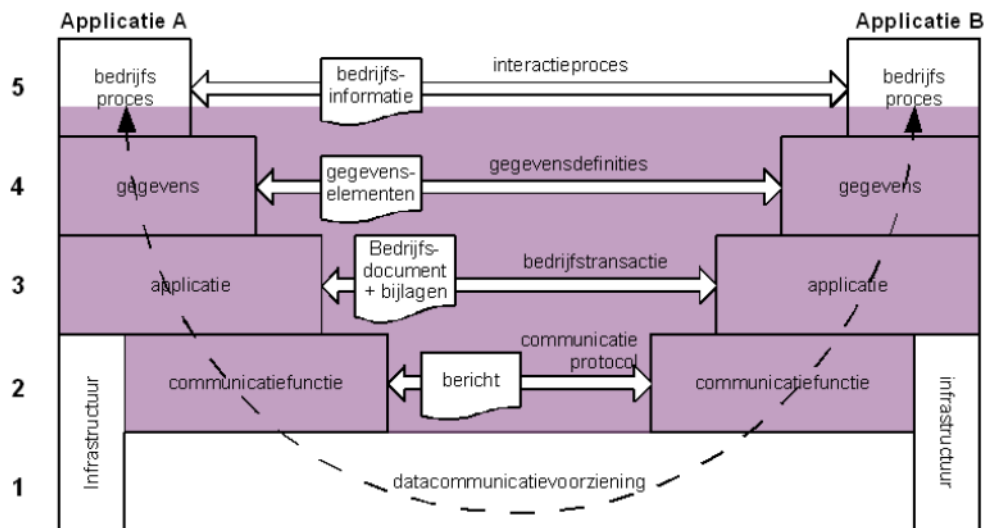 Applicatie A
Applicatie B
5
bedrijfs
proces
bedrijfs-
informatie
interactieproces
bedrijfs
proces
4
gegevens
gegevens-
elementen
gegevensdefinities
gegevens
3
applicatie
Bedrijfs-
document
+ bijlagen
bedrijfstransactie
applicatie
2
communicatiefunctie
bericht
communicatie
protocol
communicatiefunctie
Infrastructuur
infrastructuur
1
datacommunicatievoorziening